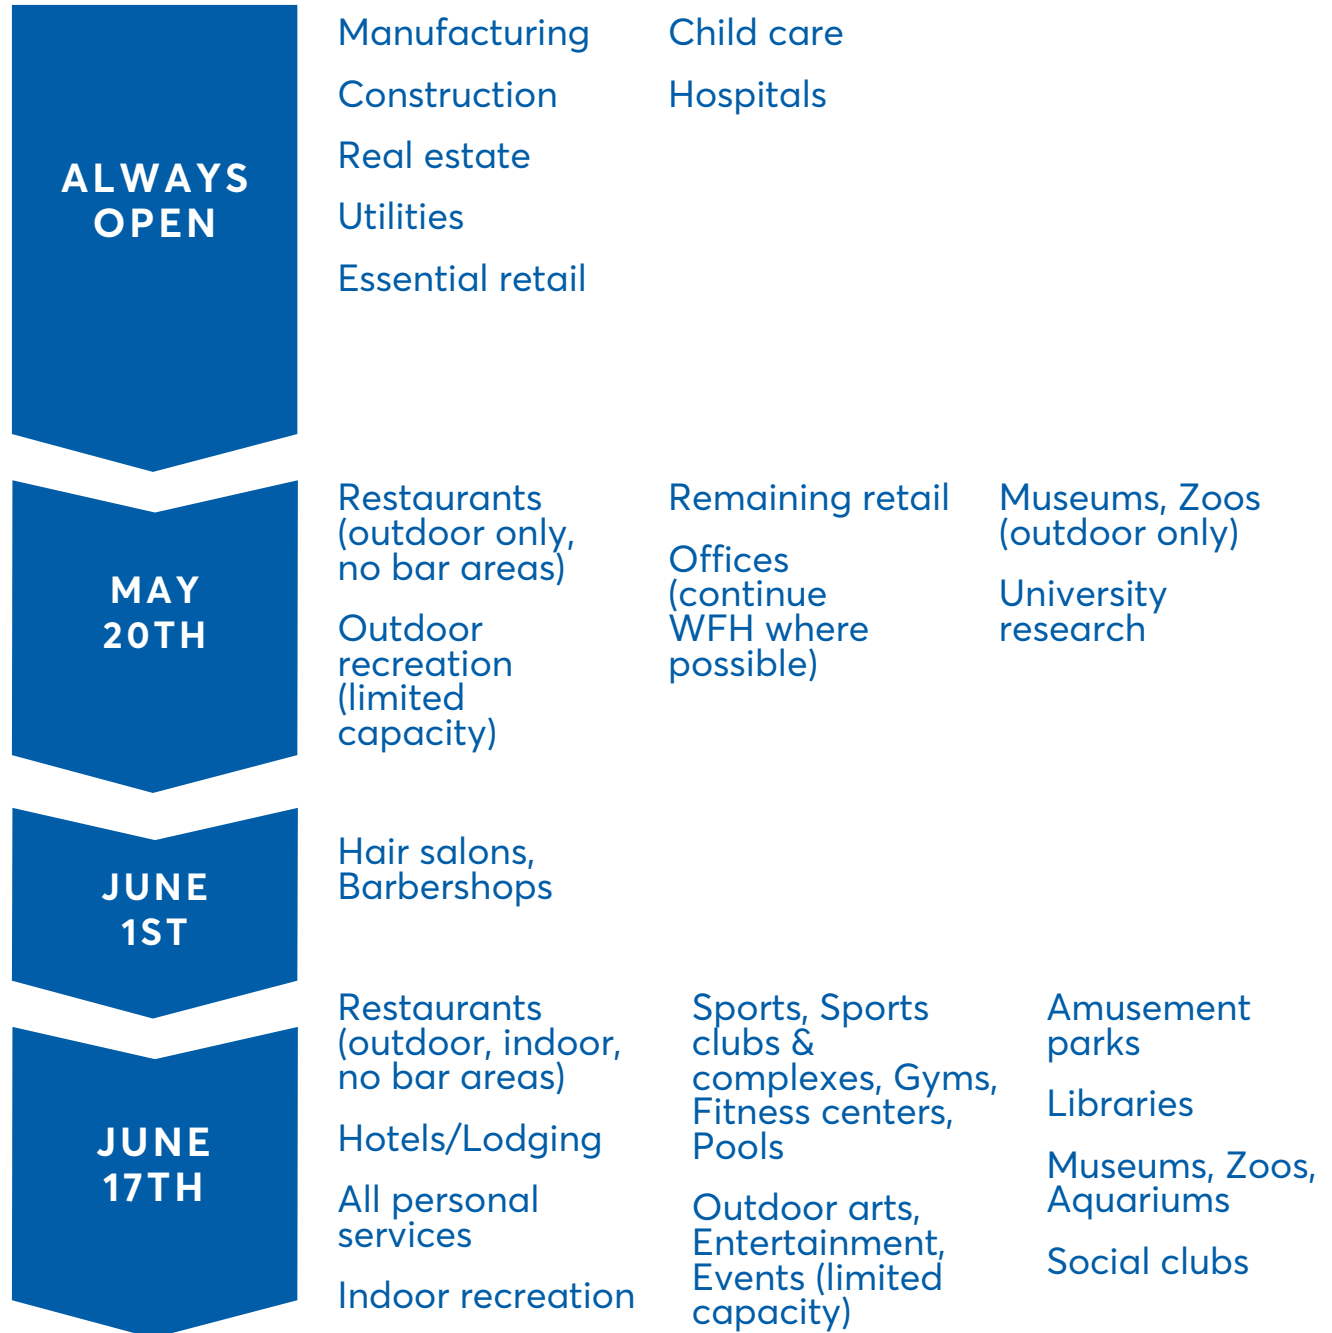 ALWAYS
OPEN
Manufacturing
Construction
Real estate
Utilities
Essential retail
Child care
Hospitals
MAY
20TH
Restaurants
(outdoor only,
no bar areas)
Outdoor
recreation
(limited
capacity)
Remaining retail
Offices
(continue
WFH where
possible)
Museums, Zoos
(outdoor only)
University
research
JUNE
1ST
Hair salons,
Barbershops
JUNE
17TH
Restaurants
(outdoor, indoor,
no bar areas)
Hotels/Lodging
All personal
services
Indoor recreation
Sports, Sports
clubs &
complexes, Gyms,
Fitness centers,
Pools
Outdoor arts,
Entertainment,
Events (limited
capacity)
Amusement
parks
Libraries
Museums, Zoos,
Aquariums
Social clubs